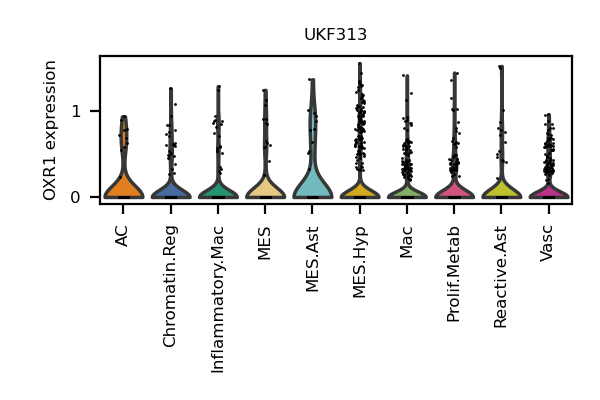 UKF313
OXR1 expression
1
0
AC
Chromatin.Reg
Inflammatory.Mac
MES
MES.Ast
MES.Hyp
Mac
Prolif.Metab
Reactive.Ast
Vasc